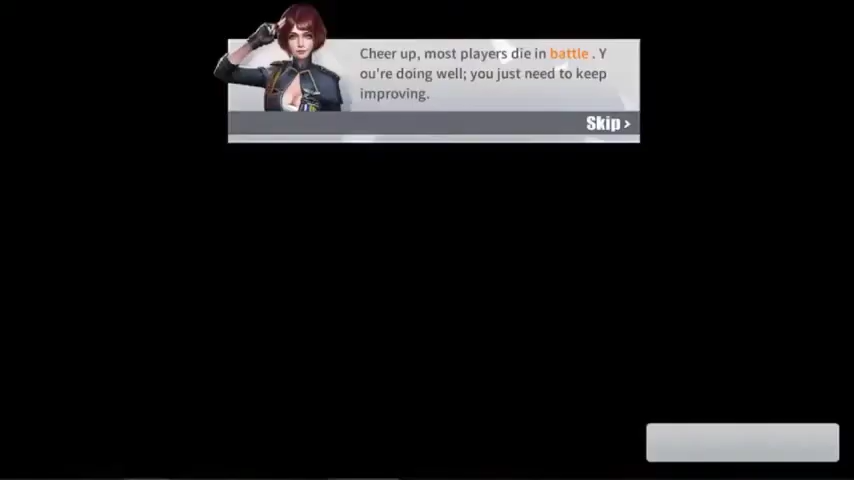 Cheer up, most players die in battle . Y
ou're doing well; you just need to keep
improving.
Skip >